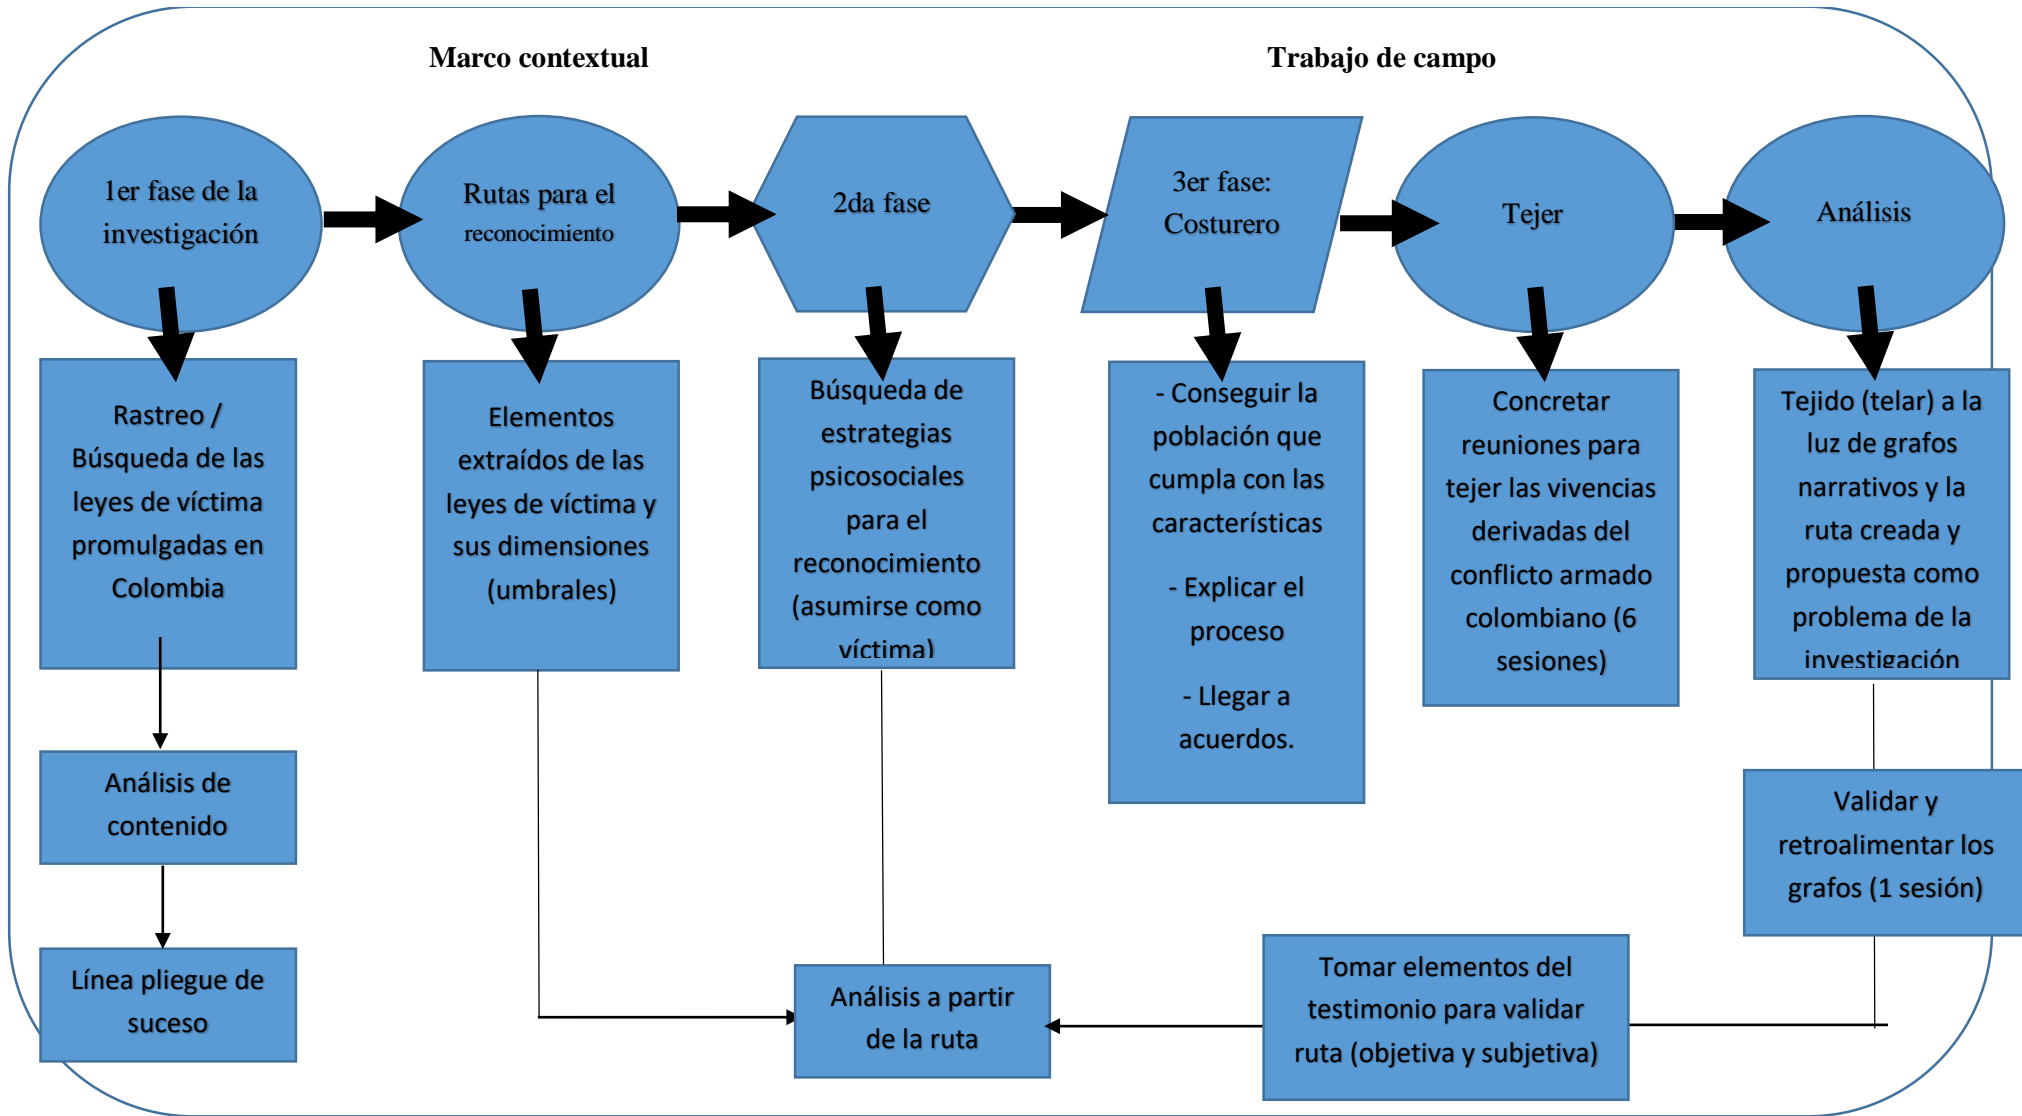 Marco contextual
Trabajo de campo
1er fase de la
investigación
Rutas para el
reconocimiento
2da fase
3er fase:
Costurero
Tejer
Análisis
Rastreo /
Búsqueda de las
leyes de víctima
promulgadas en
Colombia
Elementos
extraídos de las
leyes de víctima y
sus dimensiones
(umbrales)
Búsqueda de
estrategias
psicosociales
para el
reconocimiento
(asumirse como
víctima)
- Conseguir la
población que
cumpla con las
características
- Explicar el
proceso
- Llegar a
acuerdos.
Concretar
reuniones para
tejer las vivencias
derivadas del
conflicto armado
colombiano (6
sesiones)
Tejido (telar) a la
luz de grafos
narrativos y la
ruta creada y
propuesta como
problema de la
investigación
Análisis de
contenido
Validar y
retroalimentar los
grafos (1 sesión)
Línea pliegue de
suceso
Análisis a partir
de la ruta
Tomar elementos del
testimonio para validar
ruta (objetiva y subjetiva)